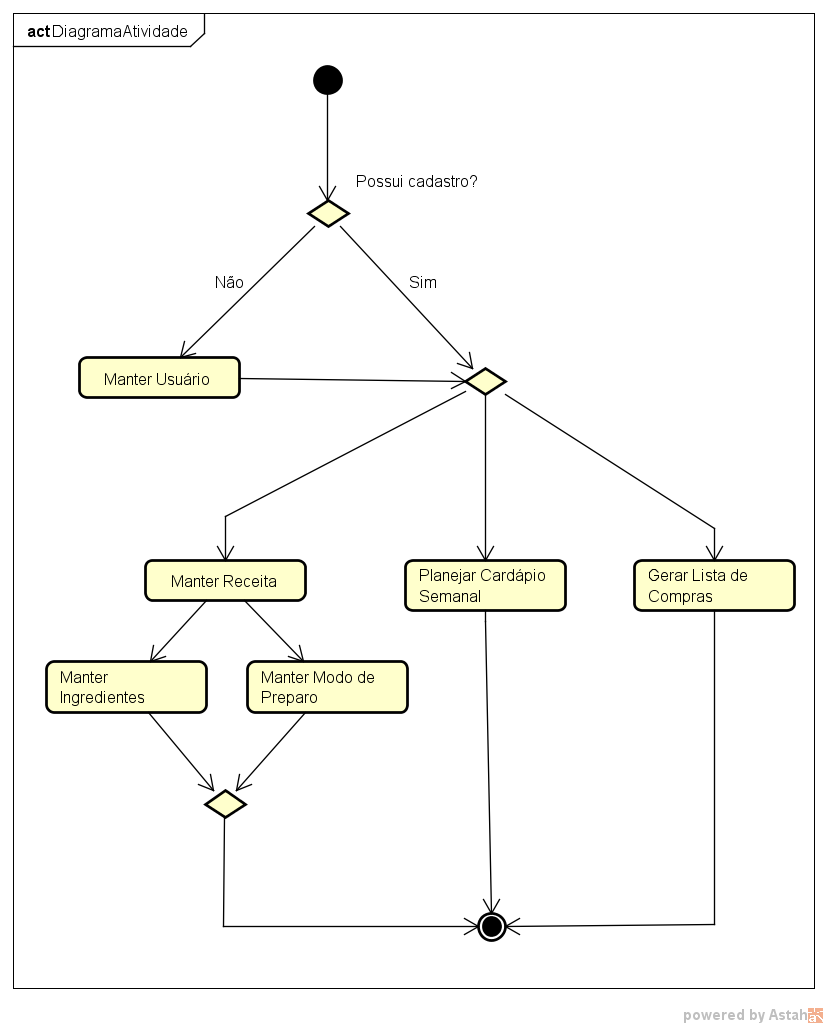 act DiagramaAtividade
Possui cadastro?
Não
Sim
Manter Usuário
Manter Receita
Planejar Cardápio
Semanal
Gerar Lista de
Compras
Manter
Ingredientes
Manter Modo de
Preparo
powered by Astah